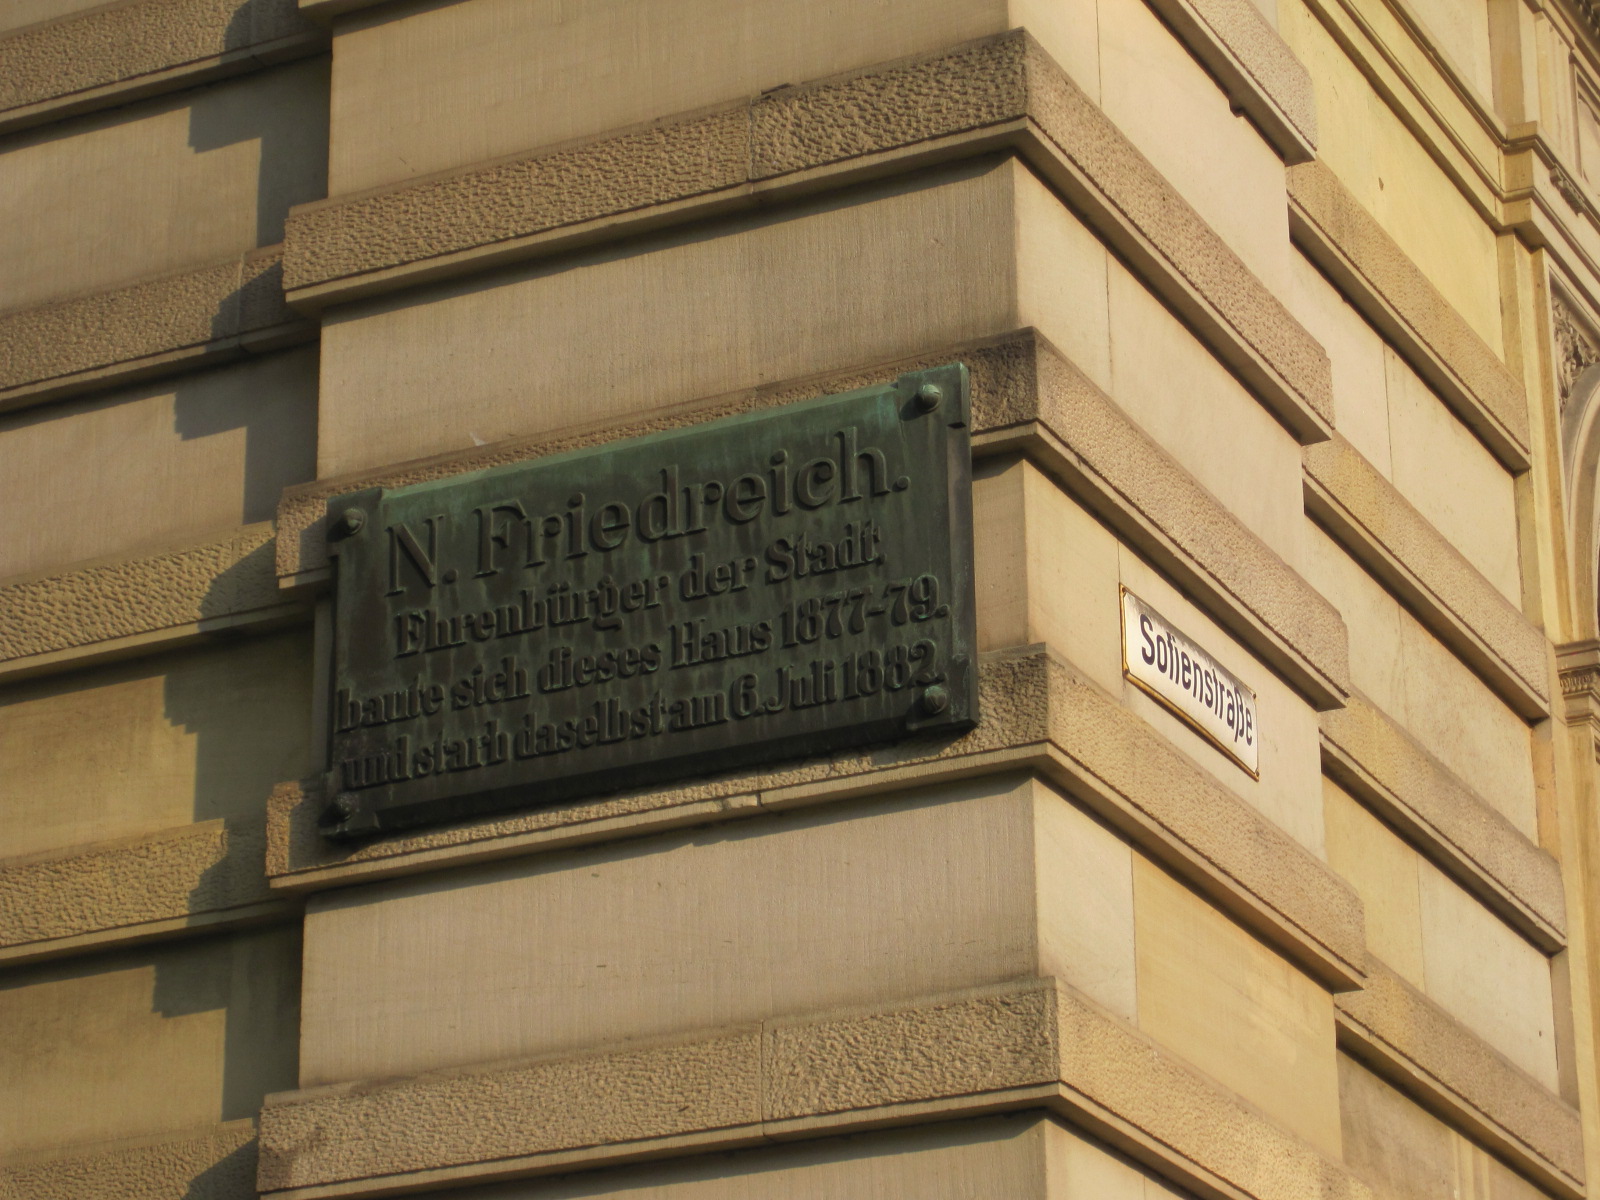 N. Friedreich.
Ehrenbürger der Stadt,
baute sich dieses Haus 1877-79.
und starb daselbst am 6. Juli 1882.
Sofienstraße